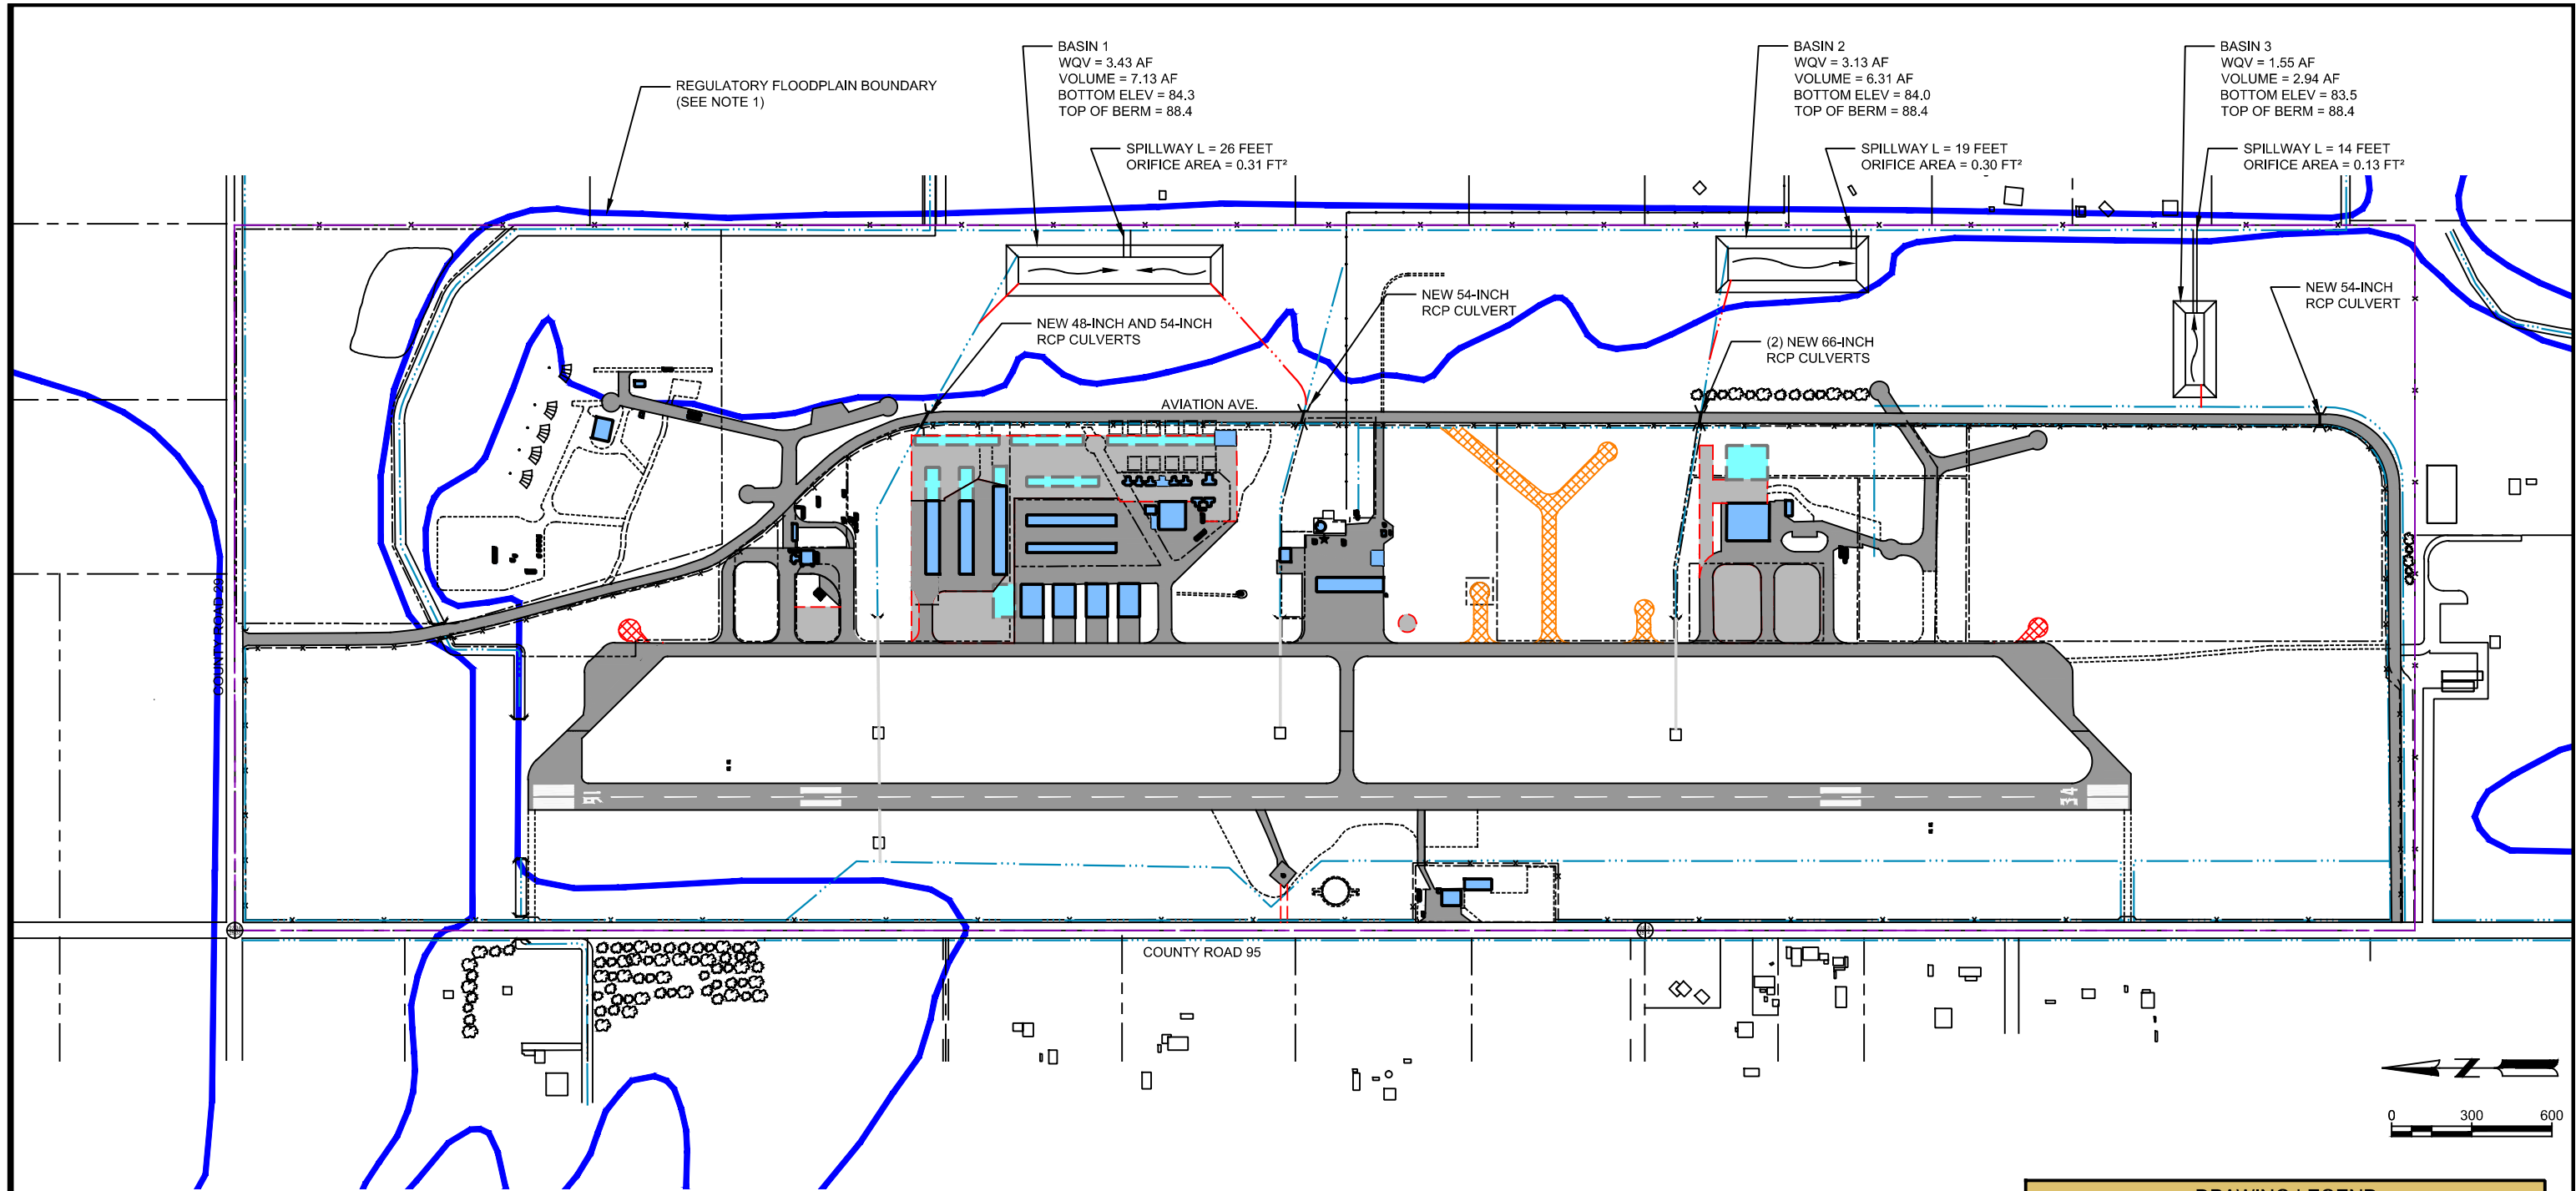 REGULATORY FLOODPLAIN BOUNDARY
(SEE NOTE 1)
BASIN 1
WQV = 3.43 AF
VOLUME = 7.13 AF
BOTTOM ELEV = 84.3
TOP OF BERM = 88.4
SPILLWAY L = 26 FEET
ORIFICE AREA = 0.31 FT²
BASIN 2
WQV = 3.13 AF
VOLUME = 6.31 AF
BOTTOM ELEV = 84.0
TOP OF BERM = 88.4
SPILLWAY L = 19 FEET
ORIFICE AREA = 0.30 FT²
BASIN 3
WQV = 1.55 AF
VOLUME = 2.94 AF
BOTTOM ELEV = 83.5
TOP OF BERM = 88.4
SPILLWAY L = 14 FEET
ORIFICE AREA = 0.13 FT²
NEW 48-INCH AND 54-INCH
RCP CULVERTS
NEW 54-INCH
RCP CULVERT
(2) NEW 66-INCH
RCP CULVERTS
NEW 54-INCH
RCP CULVERT
AVIATION AVE.
COUNTY ROAD
16
34
COUNTY ROAD 95
Z
0 300 600
DRAWING LEGEND